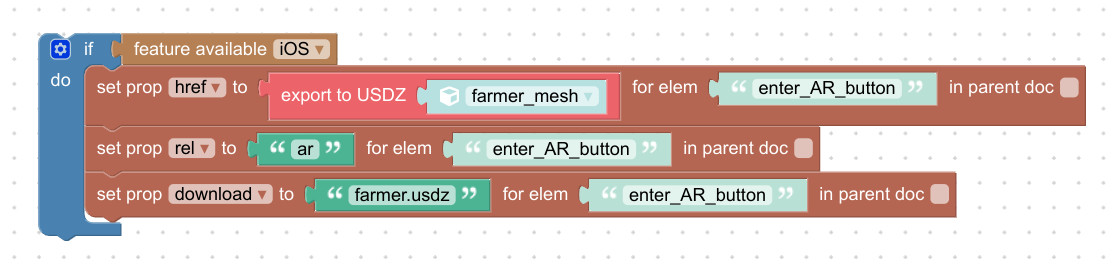 if feature available iOS
do
set prop href to export to USDZ farmer_mesh for elem “ enter_AR_button ” in parent doc
set prop rel to “ ar ” for elem “ enter_AR_button ” in parent doc
set prop download to “ farmer.usdz ” for elem “ enter_AR_button ” in parent doc